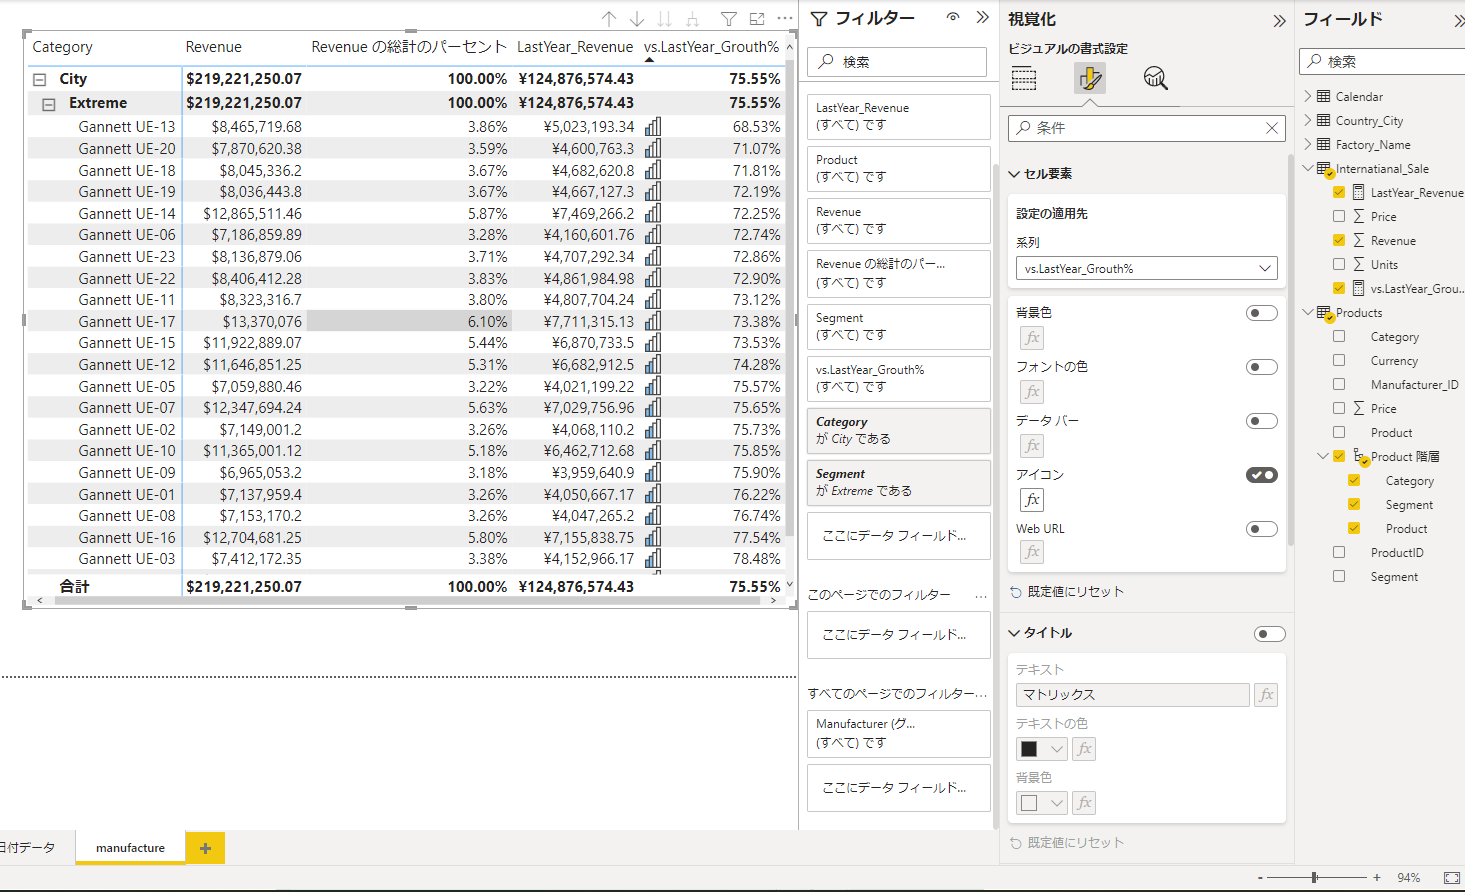 Category Revenue Revenue の総計のパーセント LastYear_Revenue vs.LastYear_Grouth%
City $219,221,250.07 100.00% ¥124,876,574.43 75.55%
Extreme $219,221,250.07 100.00% ¥124,876,574.43 75.55%
Gannett UE-13 $8,465,719.68 3.86% ¥5,023,193.34 68.53%
Gannett UE-20 $7,870,620.38 3.59% ¥4,600,763.3 71.07%
Gannett UE-18 $8,045,336.2 3.67% ¥4,682,620.8 71.81%
Gannett UE-19 $8,036,443.8 3.67% ¥4,667,127.3 72.19%
Gannett UE-14 $12,865,511.46 5.87% ¥7,469,266.2 72.25%
Gannett UE-06 $7,186,859.89 3.28% ¥4,160,601.76 72.74%
Gannett UE-23 $8,136,879.06 3.71% ¥4,707,292.34 72.86%
Gannett UE-22 $8,406,412.28 3.83% ¥4,861,984.98 72.90%
Gannett UE-11 $8,323,316.7 3.80% ¥4,807,704.24 73.12%
Gannett UE-17 $13,370,076 6.10% ¥7,711,315.13 73.38%
Gannett UE-15 $11,922,889.07 5.44% ¥6,870,733.5 73.53%
Gannett UE-12 $11,646,851.25 5.31% ¥6,682,912.5 74.28%
Gannett UE-05 $7,059,880.46 3.22% ¥4,021,199.22 75.57%
Gannett UE-07 $12,347,694.24 5.63% ¥7,029,756.96 75.65%
Gannett UE-02 $7,149,001.2 3.26% ¥4,068,110.2 75.73%
Gannett UE-10 $11,365,001.12 5.18% ¥6,462,712.68 75.85%
Gannett UE-09 $6,965,053.2 3.18% ¥3,959,640.9 75.90%
Gannett UE-01 $7,137,959.4 3.26% ¥4,050,667.17 76.22%
Gannett UE-08 $7,153,170.2 3.26% ¥4,047,265.2 76.74%
Gannett UE-16 $12,704,681.25 5.80% ¥7,155,838.75 77.54%
Gannett UE-03 $7,412,172.35 3.38% ¥4,152,966.17 78.48%
合計 $219,221,250.07 100.00% ¥124,876,574.43 75.55%
日付データ
manufacture
+
フィルター
検索
LastYear_Revenue
(すべて) です
Product
(すべて) です
Revenue
(すべて) です
Revenue の総計のパー...
(すべて) です
Segment
(すべて) です
vs.LastYear_Grouth%
(すべて) です
Category
が City である
Segment
が Extreme である
ここにデータ フィールド...
このページでのフィルター ...
ここにデータ フィールド...
すべてのページでのフィルター...
Manufacturer (グ...
(すべて) です
ここにデータ フィールド...
視覚化
ビジュアルの書式設定
条件
セル要素
設定の適用先
系列
vs.LastYear_Grouth%
背景色
fx
フォントの色
fx
データ バー
fx
アイコン
fx
Web URL
fx
既定値にリセット
タイトル
テキスト
マトリックス fx
テキストの色
fx
背景色
fx
既定値にリセット
フィールド
検索
Calendar
Country_City
Factory_Name
Internatianal_Sale
LastYear_Revenue
Price
Revenue
Units
vs.LastYear_Grou...
Products
Category
Currency
Manufacturer_ID
Price
Product
Product 階層
Category
Segment
Product
ProductID
Segment
- + 94%